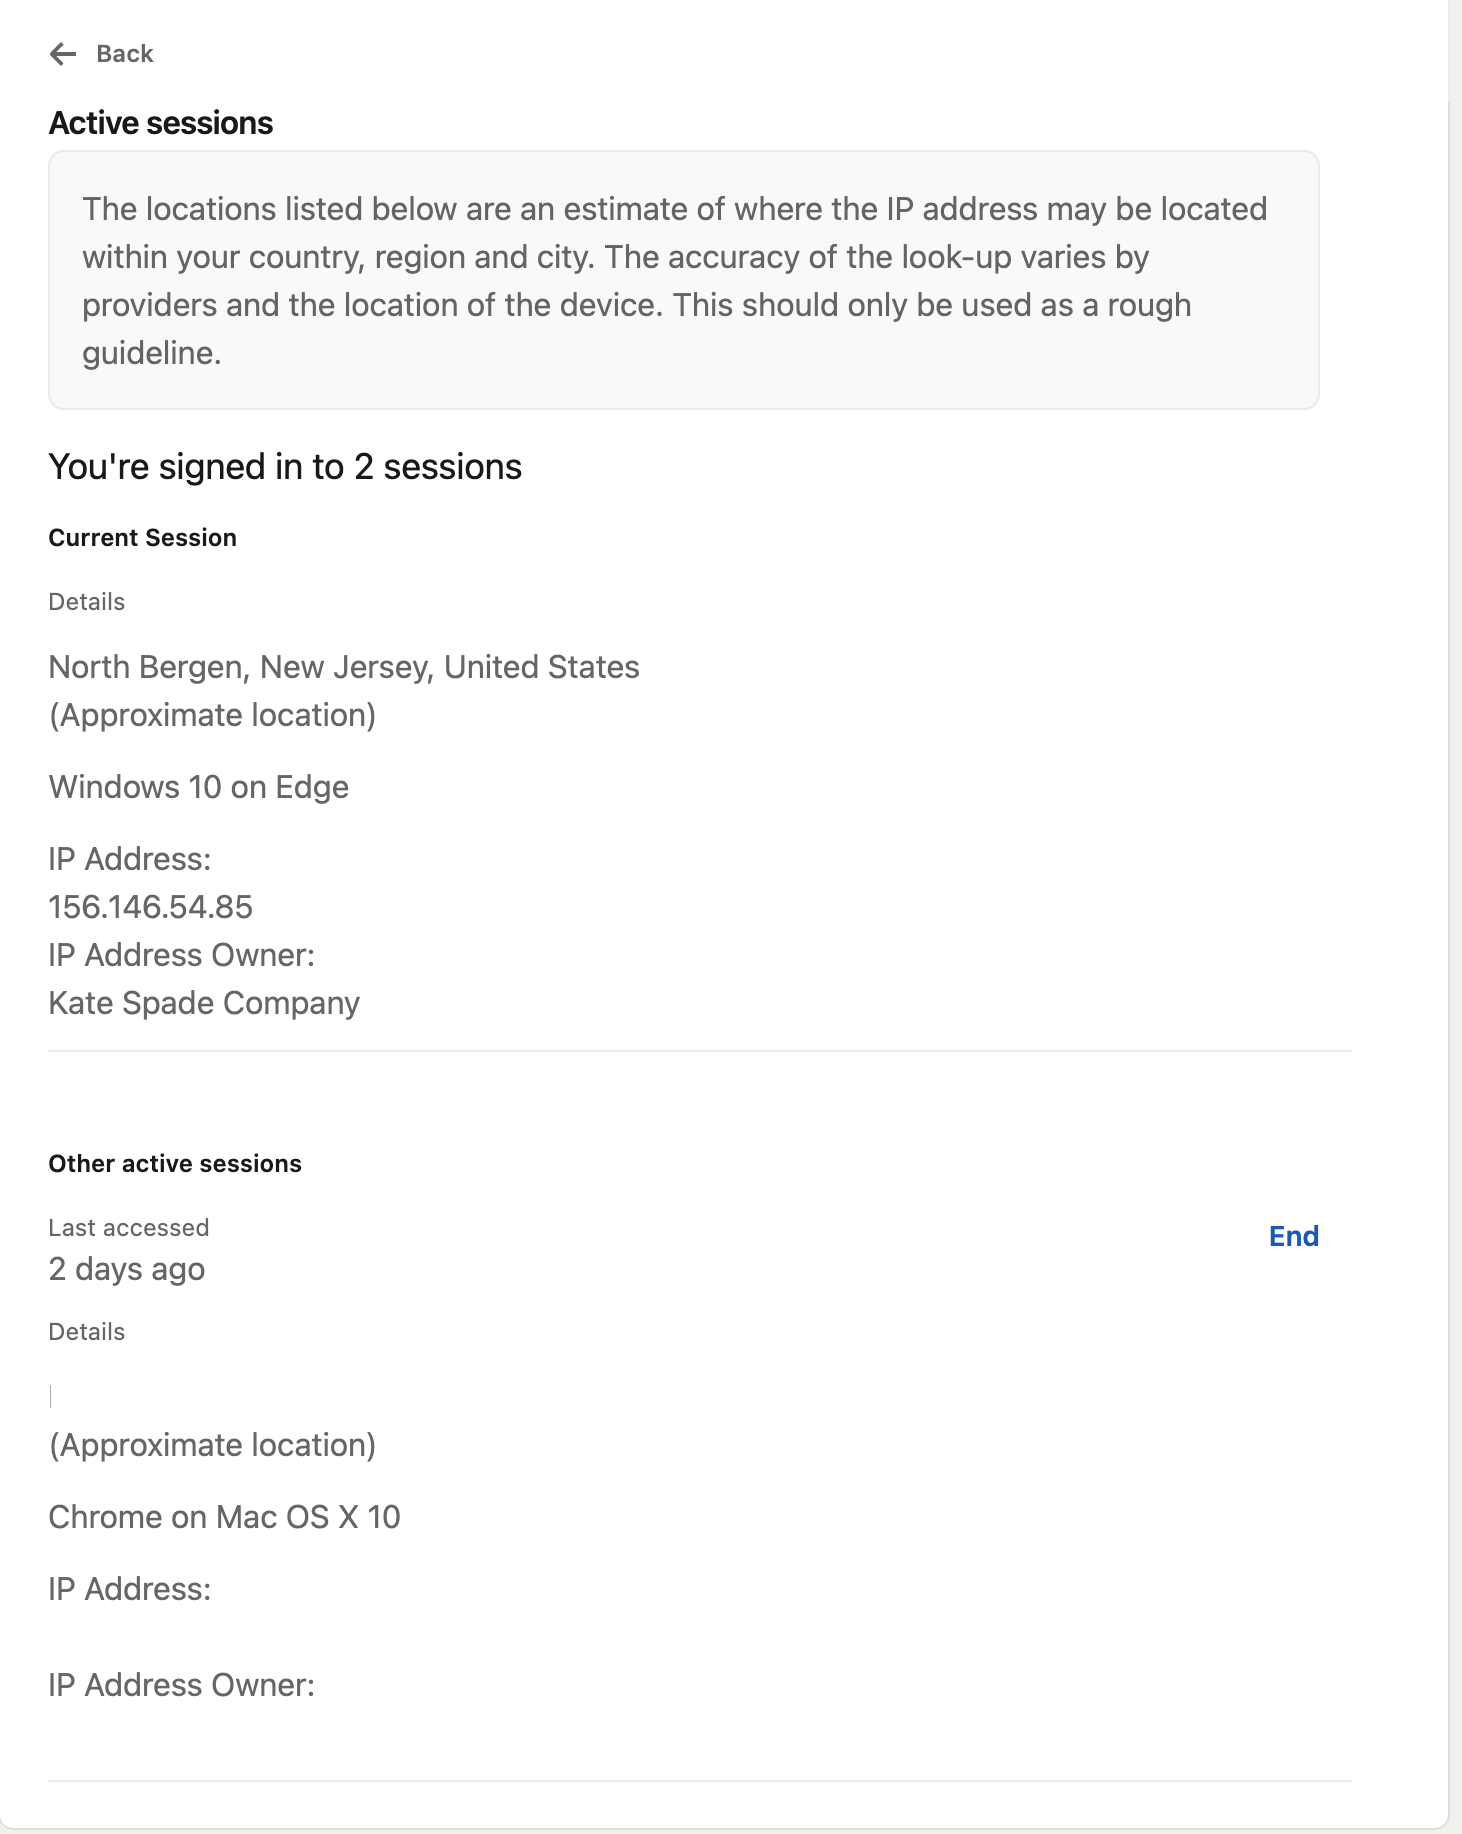 Back
Active sessions
The locations listed below are an estimate of where the IP address may be located
within your country, region and city. The accuracy of the look-up varies by
providers and the location of the device. This should only be used as a rough
guideline.
You're signed in to 2 sessions
Current Session
Details
North Bergen, New Jersey, United States
(Approximate location)
Windows 10 on Edge
IP Address:
156.146.54.85
IP Address Owner:
Kate Spade Company
Other active sessions
Last accessed
End
2 days ago
Details
(Approximate location)
Chrome on Mac OS X 10
IP Address:
IP Address Owner: